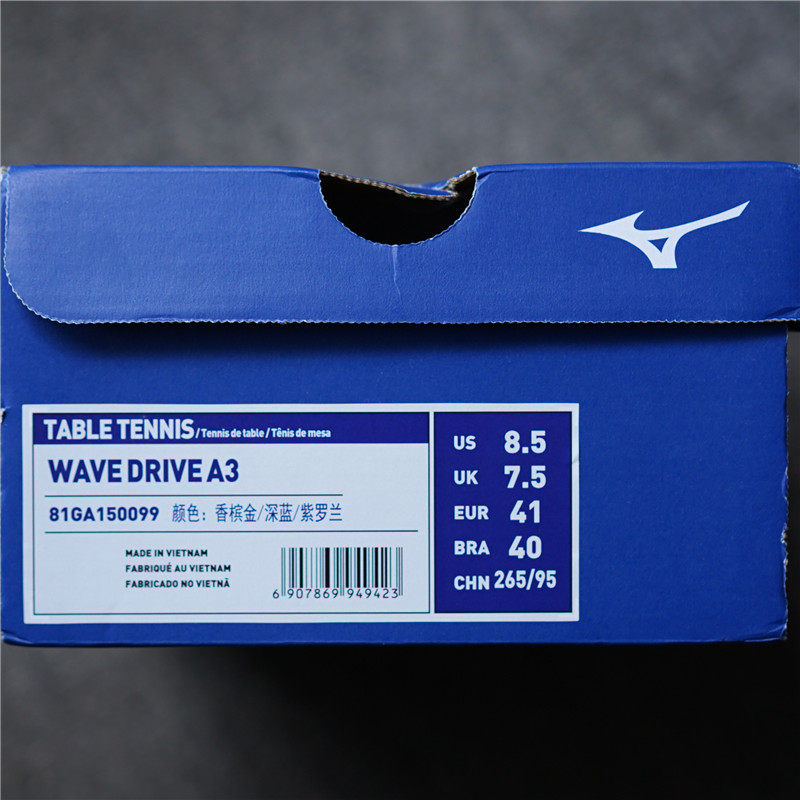 TABLE TENNIS/Tennis de table/Tênis de mesa
WAVE DRIVE A3
81GA150099 颜色：香槟金/深蓝/紫罗兰
MADE IN VIETNAM
FABRIQUÉ AU VIETNAM
FABRICADO NO VIETNÃ
6 907869 949423
US 8.5
UK 7.5
EUR 41
BRA 40
CHN 265/95